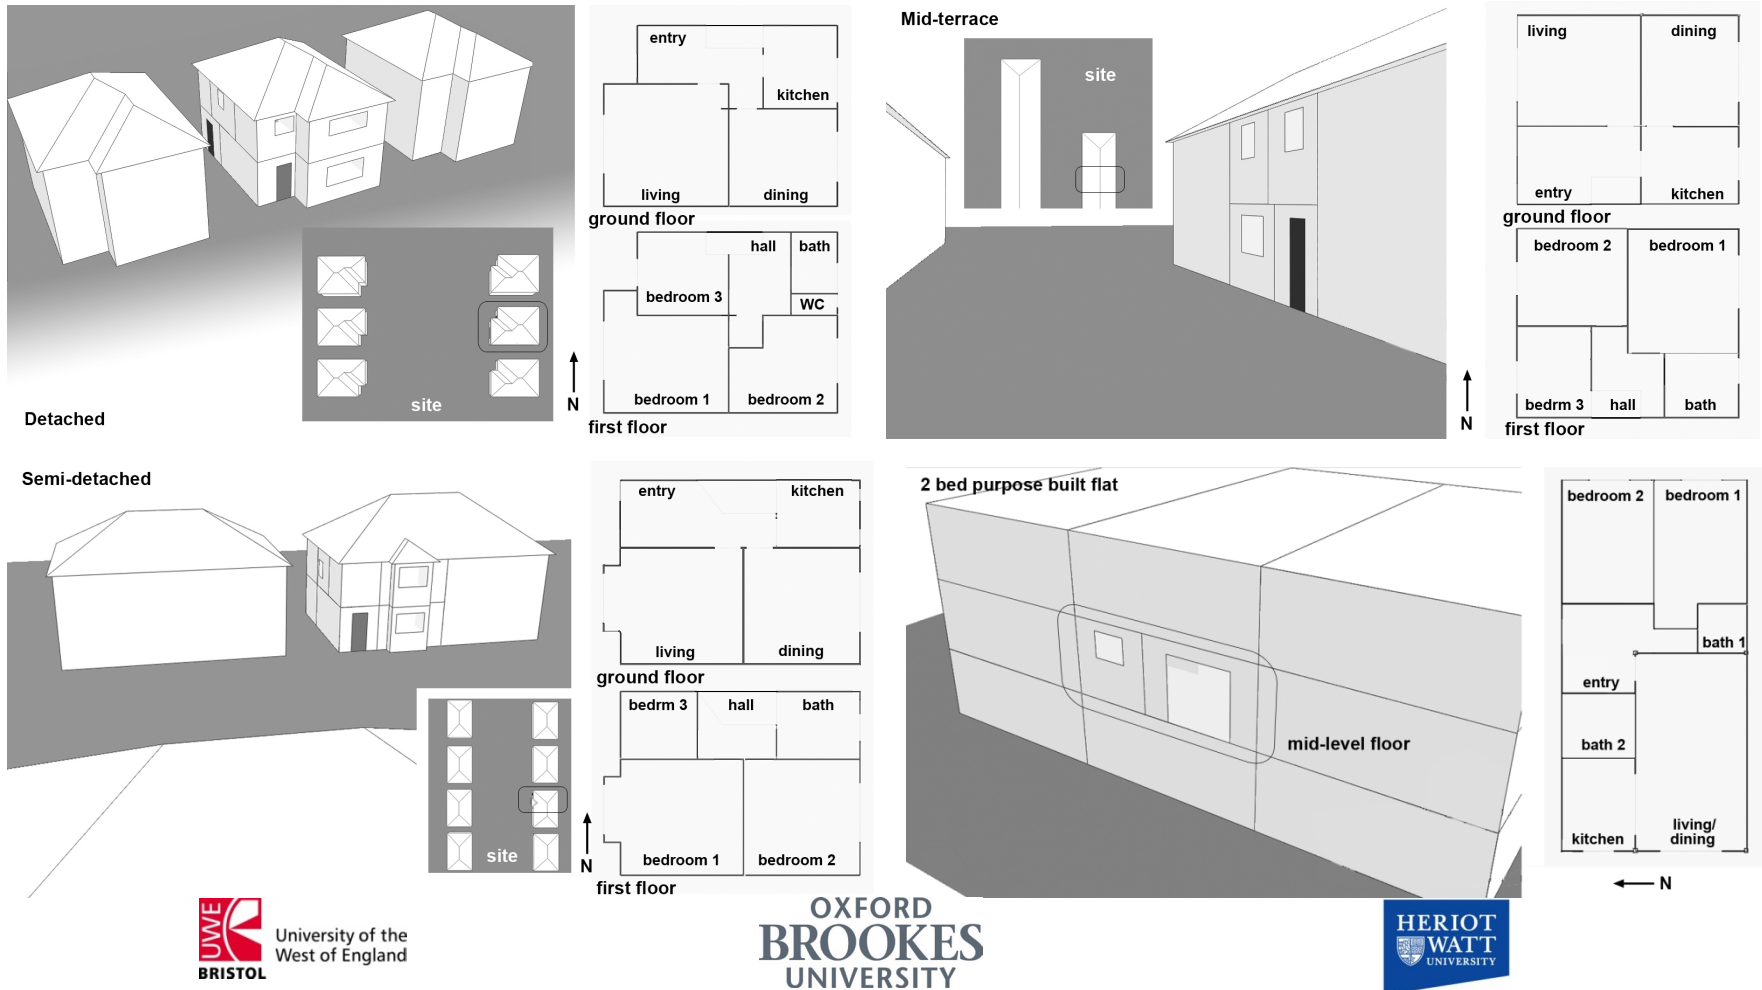 Detached
site
N
entry
kitchen
living
dining
ground floor
hall
bath
bedroom 3
WC
bedroom 1
bedroom 2
first floor
Mid-terrace
site
N
living
dining
entry
kitchen
ground floor
bedroom 2
bedroom 1
bedrm 3
hall
bath
first floor
Semi-detached
site
N
entry
kitchen
living
dining
ground floor
bedrm 3
hall
bath
bedroom 1
bedroom 2
first floor
2 bed purpose built flat
mid-level floor
bedroom 2
bedroom 1
bath 1
entry
bath 2
kitchen
living/
dining
N
UWE
BRISTOL
University of the
West of England
OXFORD
BROOKES
UNIVERSITY
HERIOT
WATT
UNIVERSITY